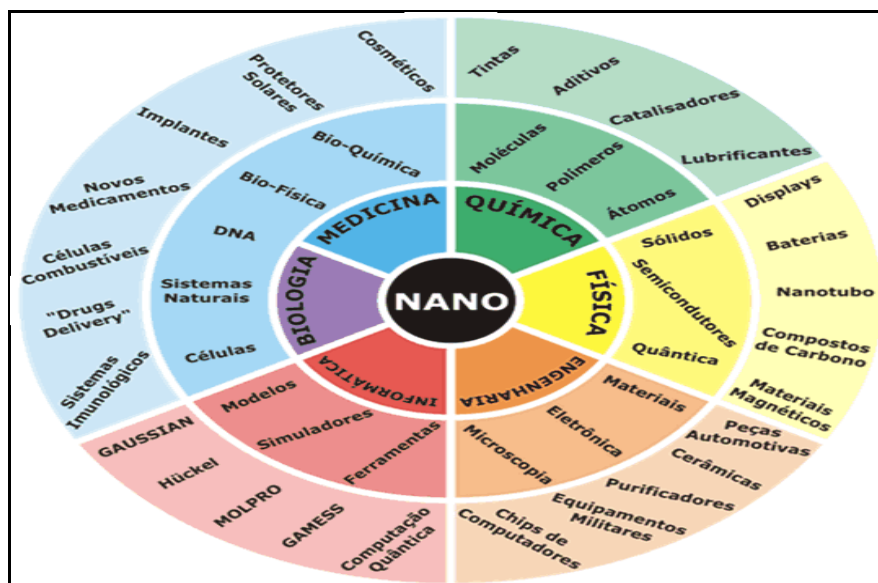 NANO
MEDICINA
QUÍMICA
FÍSICA
ENGENHARIA
INFORMÁTICA
BIOLOGIA
Bio-Química
Bio-Física
DNA
Sistemas
Naturais
Células
Moléculas
Polímeros
Átomos
Sólidos
Semicondutores
Quântica
Materiais
Eletrônica
Microscopia
Ferramentas
Simuladores
Modelos
Cosméticos
Protetores
Solares
Implantes
Novos
Medicamentos
Células
Combustíveis
"Drugs
Delivery"
Sistemas
Imunológicos
Tintas
Aditivos
Catalisadores
Lubrificantes
Displays
Baterias
Nanotubo
Compostos
de Carbono
Materiais
Magnéticos
Peças
Automotivas
Cerâmicas
Purificadores
Equipamentos
Militares
Chips de
Computadores
Computação
Quântica
GAMESS
MOLPRO
Hückel
GAUSSIAN